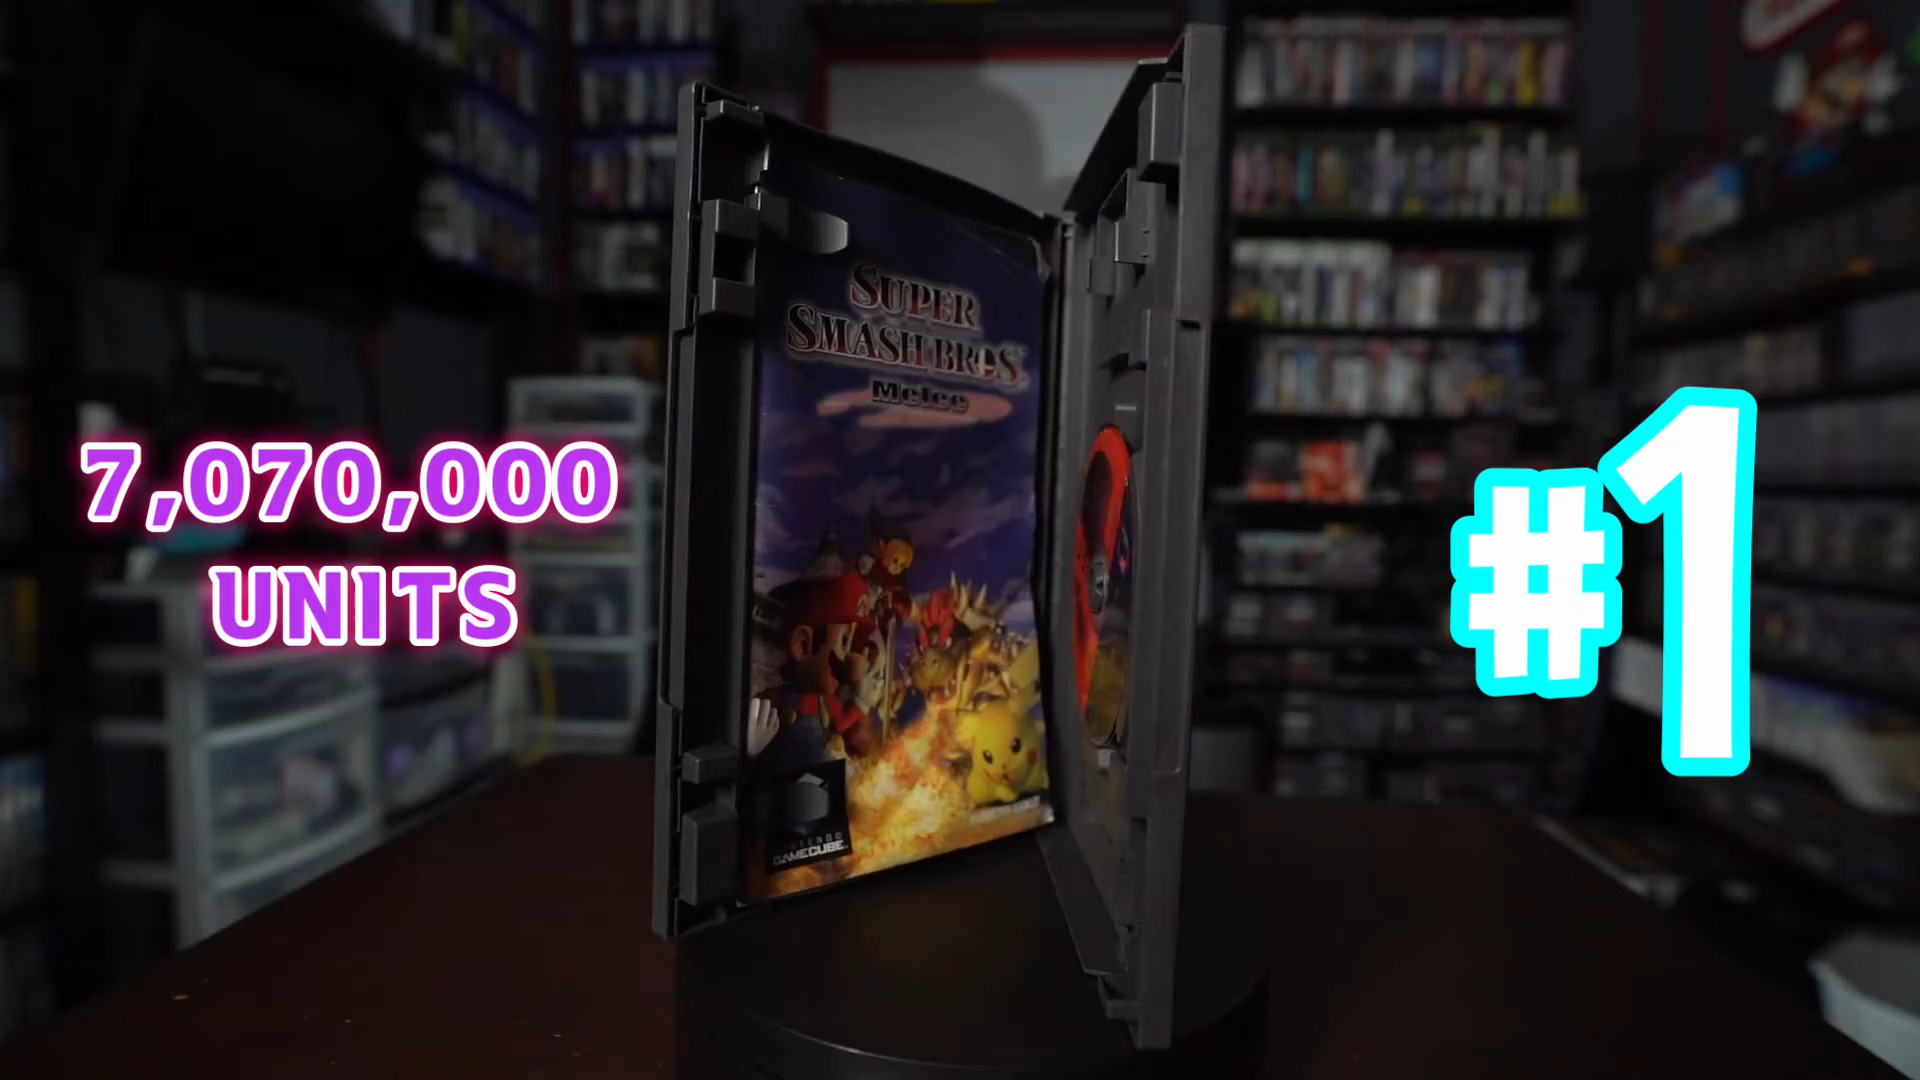 7,070,000
UNITS
SUPER
SMASH BROS.
Melee
NINTENDO
GAMECUBE
#1